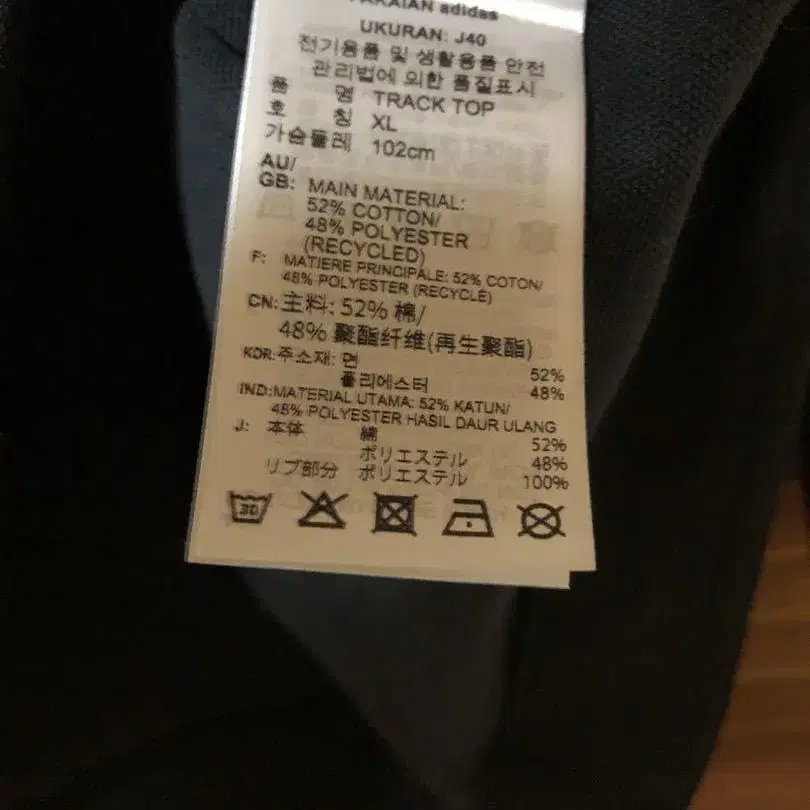 PAKAIAN adidas
UKURAN: J40
전기용품 및 생활용품 안전
관리법에 의한 품질표시
품 명 TRACK TOP
호 칭 XL
가슴둘레 102cm
AU/
GB: MAIN MATERIAL:
52% COTTON/
48% POLYESTER
(RECYCLED)
F: MATIERE PRINCIPALE: 52% COTON/
48% POLYESTER (RECYCLÉ)
CN: 主料: 52% 棉/
48% 聚酯纤维(再生聚酯)
KOR: 주소재: 면 52%
폴리에스터 48%
IND: MATERIAL UTAMA: 52% KATUN/
48% POLYESTER HASIL DAUR ULANG
J: 本体 綿 52%
ポリエステル 48%
リブ部分 ポリエステル 100%
30